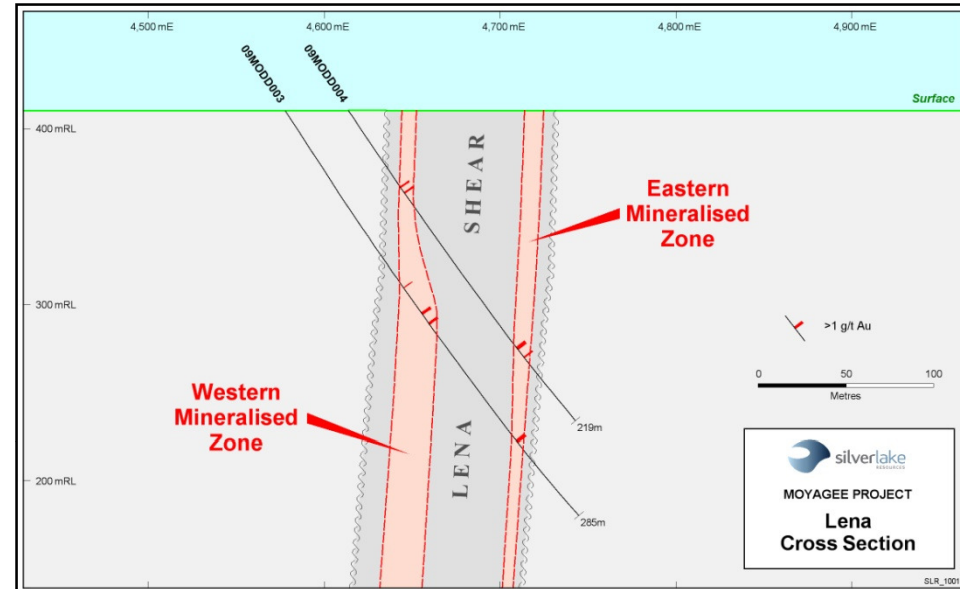 4,500 mE
4,600 mE
4,700 mE
4,800 mE
4,900 mE
09MODD003
09MODD004
Surface
400 mRL
300 mRL
200 mRL
LENA SHEAR
Eastern
Mineralised
Zone
Western
Mineralised
Zone
>1 g/t Au
0 50 100
Metres
219m
285m
silverlake
RESOURCES
MOYAGEE PROJECT
Lena
Cross Section
SLR_1001